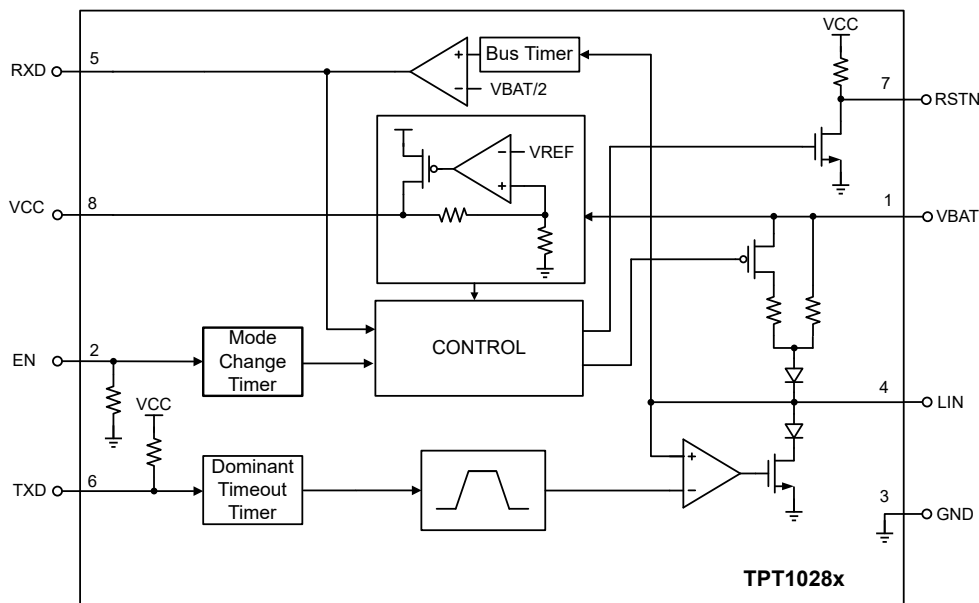 VCC
5
Bus Timer
RXD
+
7
RSTN
−
VBAT/2
VREF
−
+
8
VCC
1
VBAT
CONTROL
2
EN
Mode
Change
Timer
VCC
4
LIN
6
TXD
Dominant
Timeout
Timer
+
−
3
GND
TPT1028x